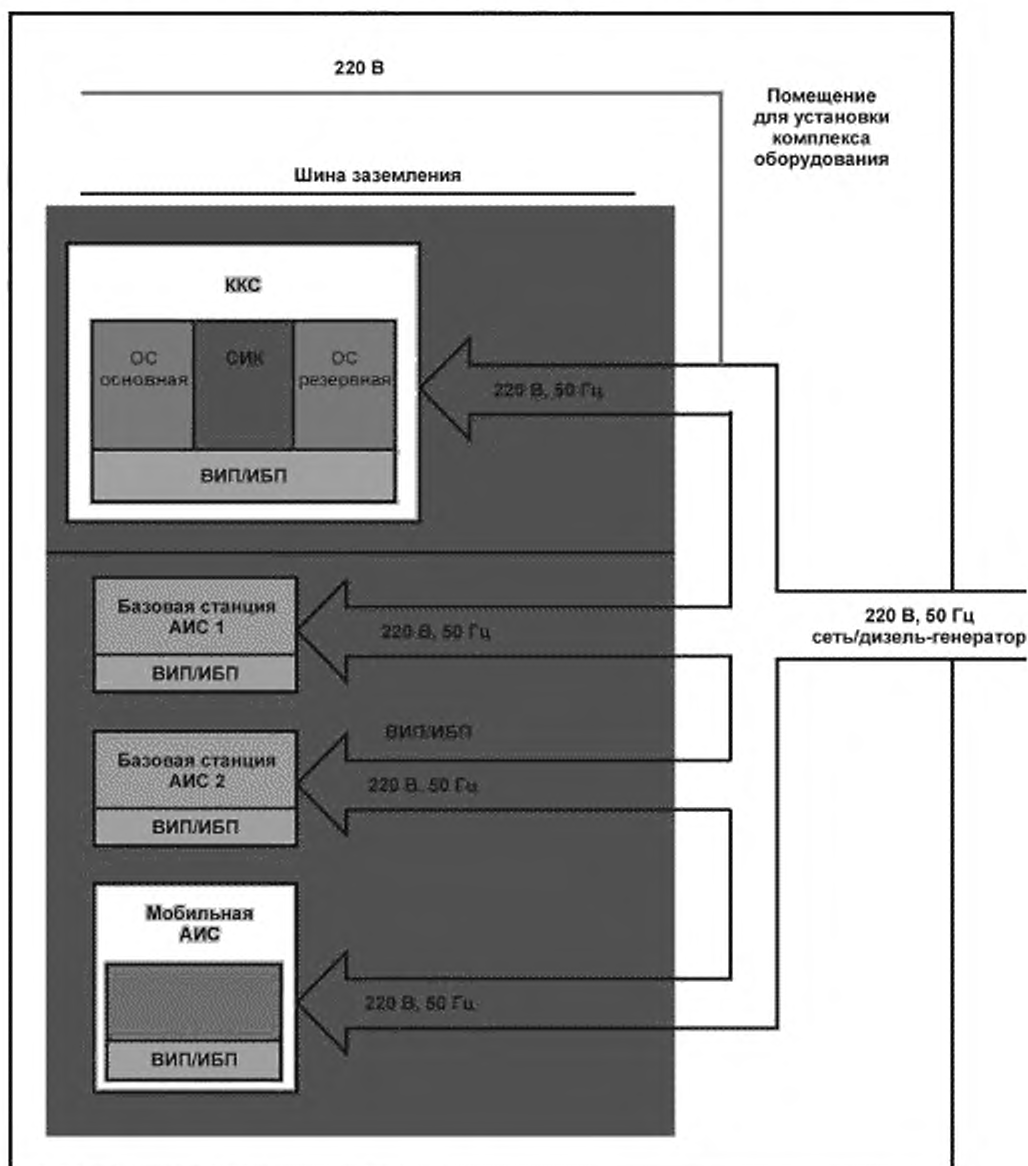 220 В
Помещение
для установки
комплекса
оборудования
Шина заземления
ККС
ОС
основная
СИК
ОС
резервная
220 В, 50 Гц
ВИП/ИБП
Базовая станция
АИС 1
220 В, 50 Гц
ВИП/ИБП
220 В, 50 Гц
сеть/дизель-генератор
ВИП/ИБП
Базовая станция
АИС 2
220 В, 50 Гц
ВИП/ИБП
Мобильная
АИС
220 В, 50 Гц
ВИП/ИБП